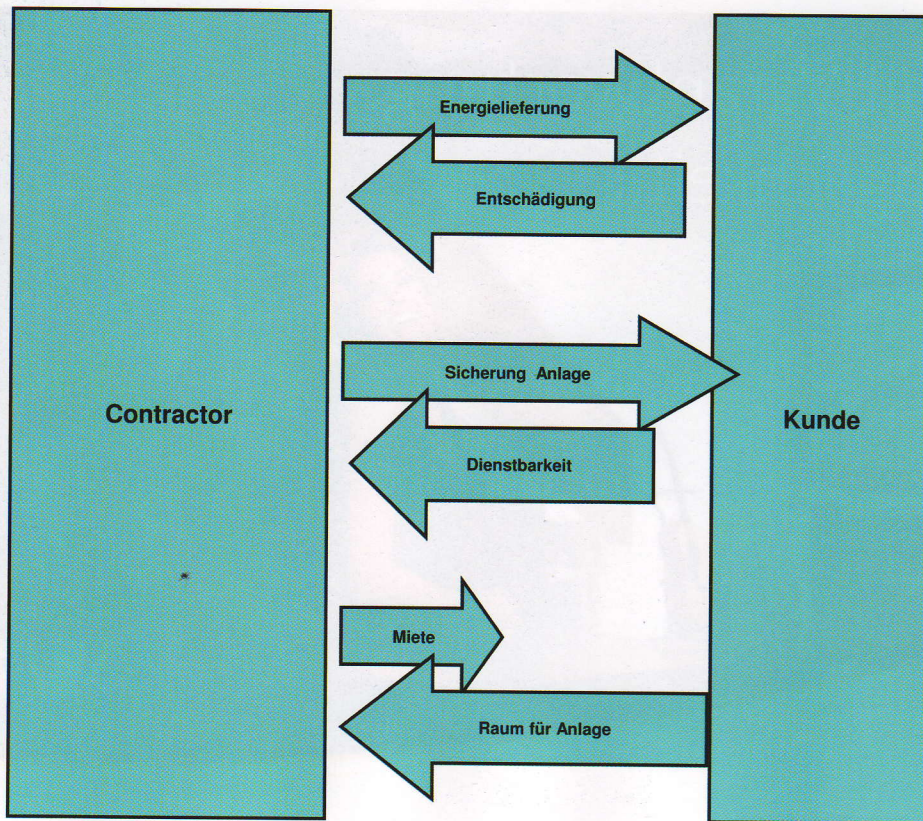 Energielieferung
Entschädigung
Sicherung Anlage
Contractor
Kunde
Dienstbarkeit
Miete
Raum für Anlage